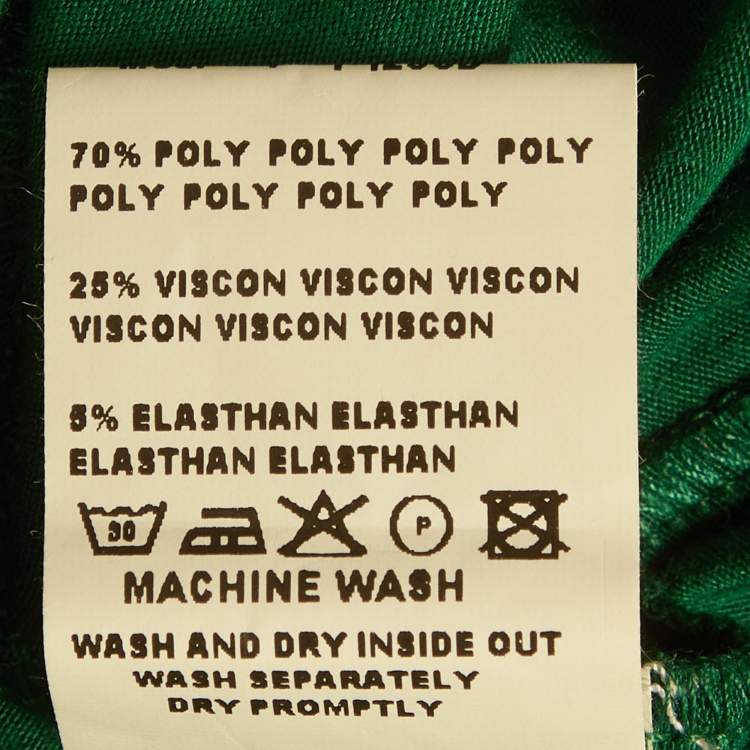 70% POLY POLY POLY POLY
POLY POLY POLY POLY
25% VISCON VISCON VISCON
VISCON VISCON VISCON
5% ELASTHAN ELASTHAN
ELASTHAN ELASTHAN
30 P
MACHINE WASH
WASH AND DRY INSIDE OUT
WASH SEPARATELY
DRY PROMPTLY